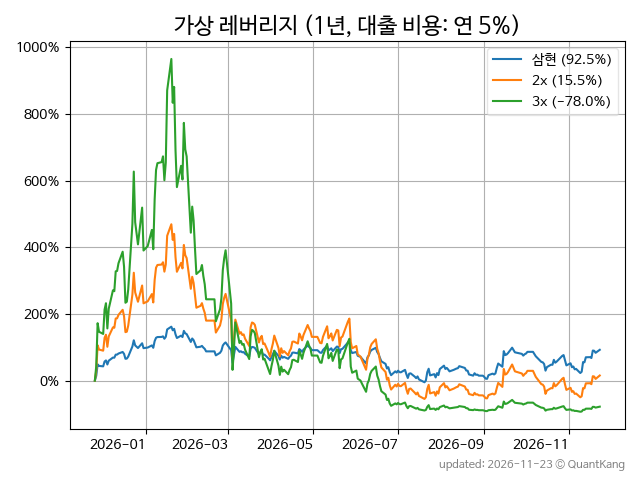 가상 레버리지 (1년, 대출 비용: 연 5%)
1000%
800%
600%
400%
200%
0%
삼현 (92.5%)
2x (15.5%)
3x (−78.0%)
2026-01
2026-03
2026-05
2026-07
2026-09
2026-11
updated: 2026-11-23 © QuantKang